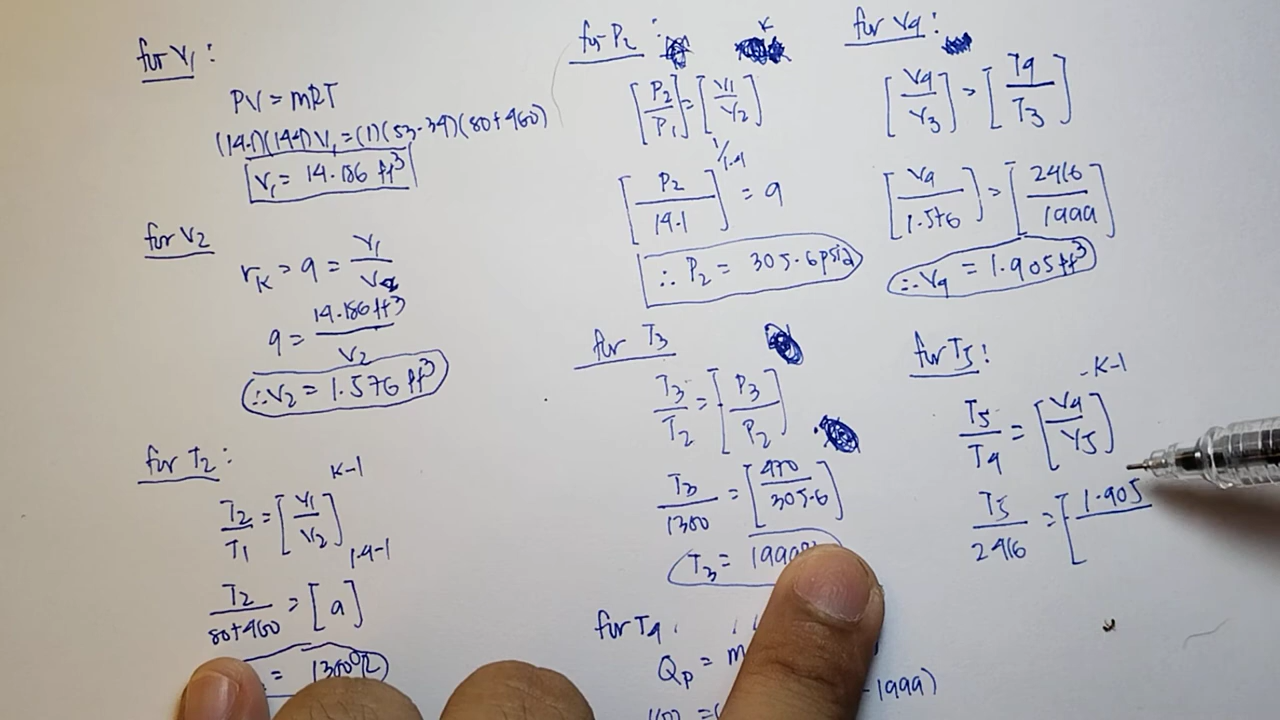 for V₁:
PV = mRT
(14.1)(144)V₁ = (1)(53.34)(80+460)
V₁ = 14.186 ft³
for V₂
rₖ = 9 = V₁/V₂
9 = 14.186 ft³/V₂
∴ V₂ = 1.576 ft³
for T₂:
T₂/T₁ = [V₁/V₂]^(K-1)
T₂/(80+460) = [9]^(1.4-1)
= 1300°R
for P₂:
[P₂/P₁] = [V₁/V₂]^K
[P₂/14.1]^(1/1.4) = 9
∴ P₂ = 305.6 psia
for T₃
T₃/T₂ = [P₃/P₂]
T₃/1300 = [470/305.6]
T₃ = 1999°
for T₄
Qₚ = m
-1999)
for V₄:
[V₄/V₃] = [T₄/T₃]
[V₄/1.576] = [2416/1999]
∴ V₄ = 1.905 ft³
for T₅:
T₅/T₄ = [V₄/V₅]^(K-1)
T₅/2416 = [1.905